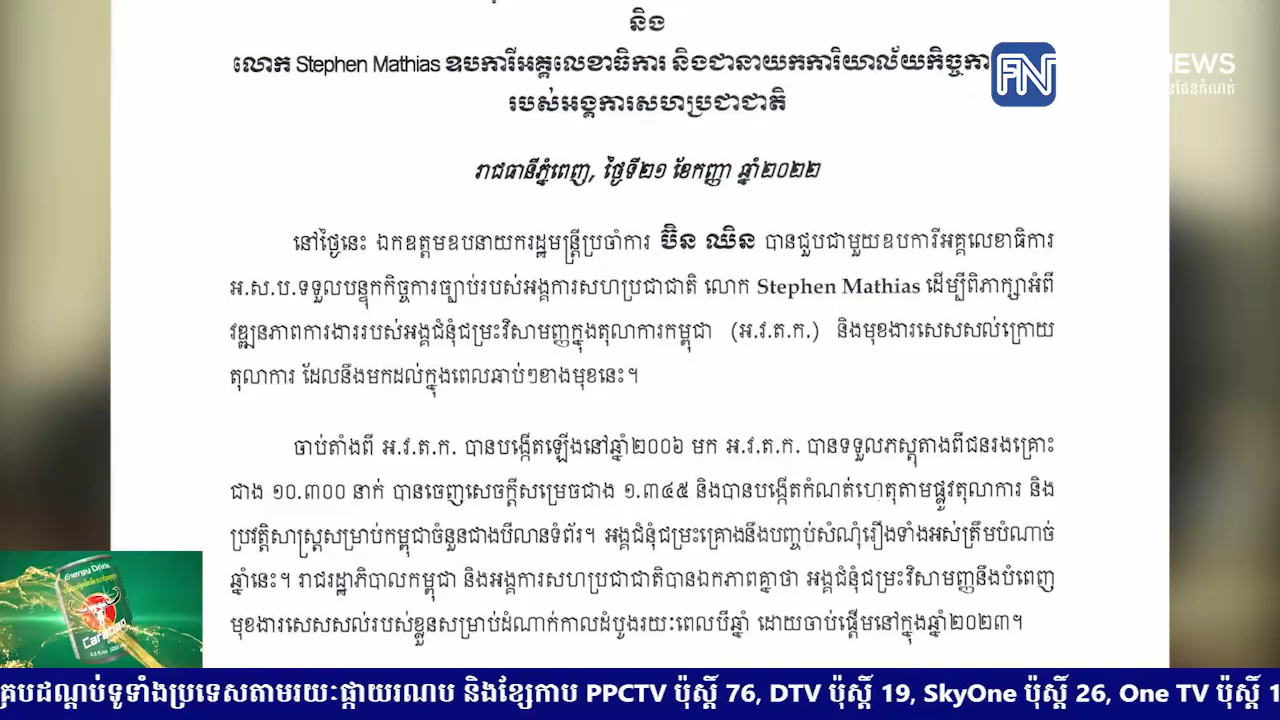 និង
លោក Stephen Mathias ឧបការីអគ្គលេខាធិការ និងជានាយកការិយាល័យកិច្ចកា
របស់អង្គការសហប្រជាជាតិ
រាជធានីភ្នំពេញ, ថ្ងៃទី២១ ខែកញ្ញា ឆ្នាំ២០២២
នៅថ្ងៃនេះ ឯកឧត្តមឧបនាយករដ្ឋមន្ត្រីប្រចាំការ ប៊ិន ឈិន បានជួបជាមួយឧបការីអគ្គលេខាធិការ
អ.ស.ប.ទទួលបន្ទុកកិច្ចការច្បាប់របស់អង្គការសហប្រជាជាតិ លោក Stephen Mathias ដើម្បីពិភាក្សាអំពី
វឌ្ឍនភាពការងាររបស់អង្គជំនុំជម្រះវិសាមញ្ញក្នុងតុលាការកម្ពុជា (អ.វ.ត.ក.) និងមុខងារសេសសល់ក្រោយ
តុលាការ ដែលនឹងមកដល់ក្នុងពេលឆាប់ៗខាងមុខនេះ។
ចាប់តាំងពី អ.វ.ត.ក. បានបង្កើតឡើងនៅឆ្នាំ២០០៦ មក អ.វ.ត.ក. បានទទួលភស្តុតាងពីជនរងគ្រោះ
ជាង ១០.៣០០ នាក់ បានចេញសេចក្តីសម្រេចជាង ១.៣៤៥ និងបានបង្កើតកំណត់ហេតុតាមផ្លូវតុលាការ និង
ប្រវត្តិសាស្ត្រសម្រាប់កម្ពុជាចំនួនជាងបីលានទំព័រ។ អង្គជំនុំជម្រះគ្រោងនឹងបញ្ចប់សំណុំរឿងទាំងអស់ត្រឹមបំណាច់
ឆ្នាំនេះ។ រាជរដ្ឋាភិបាលកម្ពុជា និងអង្គការសហប្រជាជាតិបានឯកភាពគ្នាថា អង្គជំនុំជម្រះវិសាមញ្ញនឹងបំពេញ
មុខងារសេសសល់របស់ខ្លួនសម្រាប់ដំណាក់កាលដំបូងរយៈពេលបីឆ្នាំ ដោយចាប់ផ្តើមនៅក្នុងឆ្នាំ២០២៣។
FN
NEWS
Energy Drink
Carabao
គ្របដណ្តប់ទូទាំងប្រទេសតាមរយៈផ្កាយរណប និងខ្សែកាប PPCTV ប៉ុស្តិ៍ 76, DTV ប៉ុស្តិ៍ 19, SkyOne ប៉ុស្តិ៍ 26, One TV ប៉ុស្តិ៍ 1